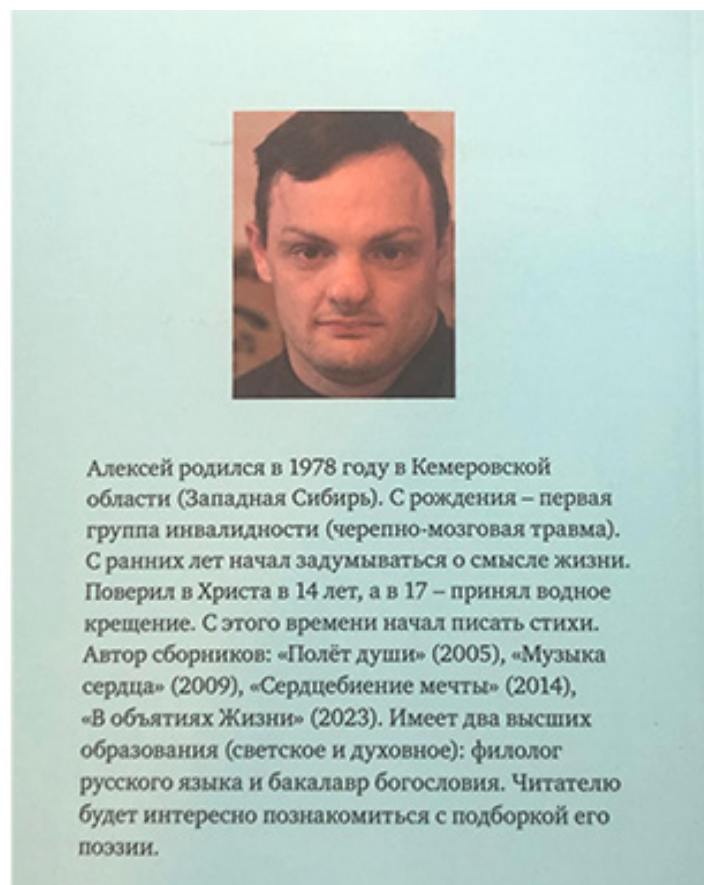 Алексей родился в 1978 году в Кемеровской
области (Западная Сибирь). С рождения – первая
группа инвалидности (черепно-мозговая травма).
С ранних лет начал задумываться о смысле жизни.
Поверил в Христа в 14 лет, а в 17 – принял водное
крещение. С этого времени начал писать стихи.
Автор сборников: «Полёт души» (2005), «Музыка
сердца» (2009), «Сердцебиение мечты» (2014),
«В объятиях Жизни» (2023). Имеет два высших
образования (светское и духовное): филолог
русского языка и бакалавр богословия. Читателю
будет интересно познакомиться с подборкой его
поэзии.